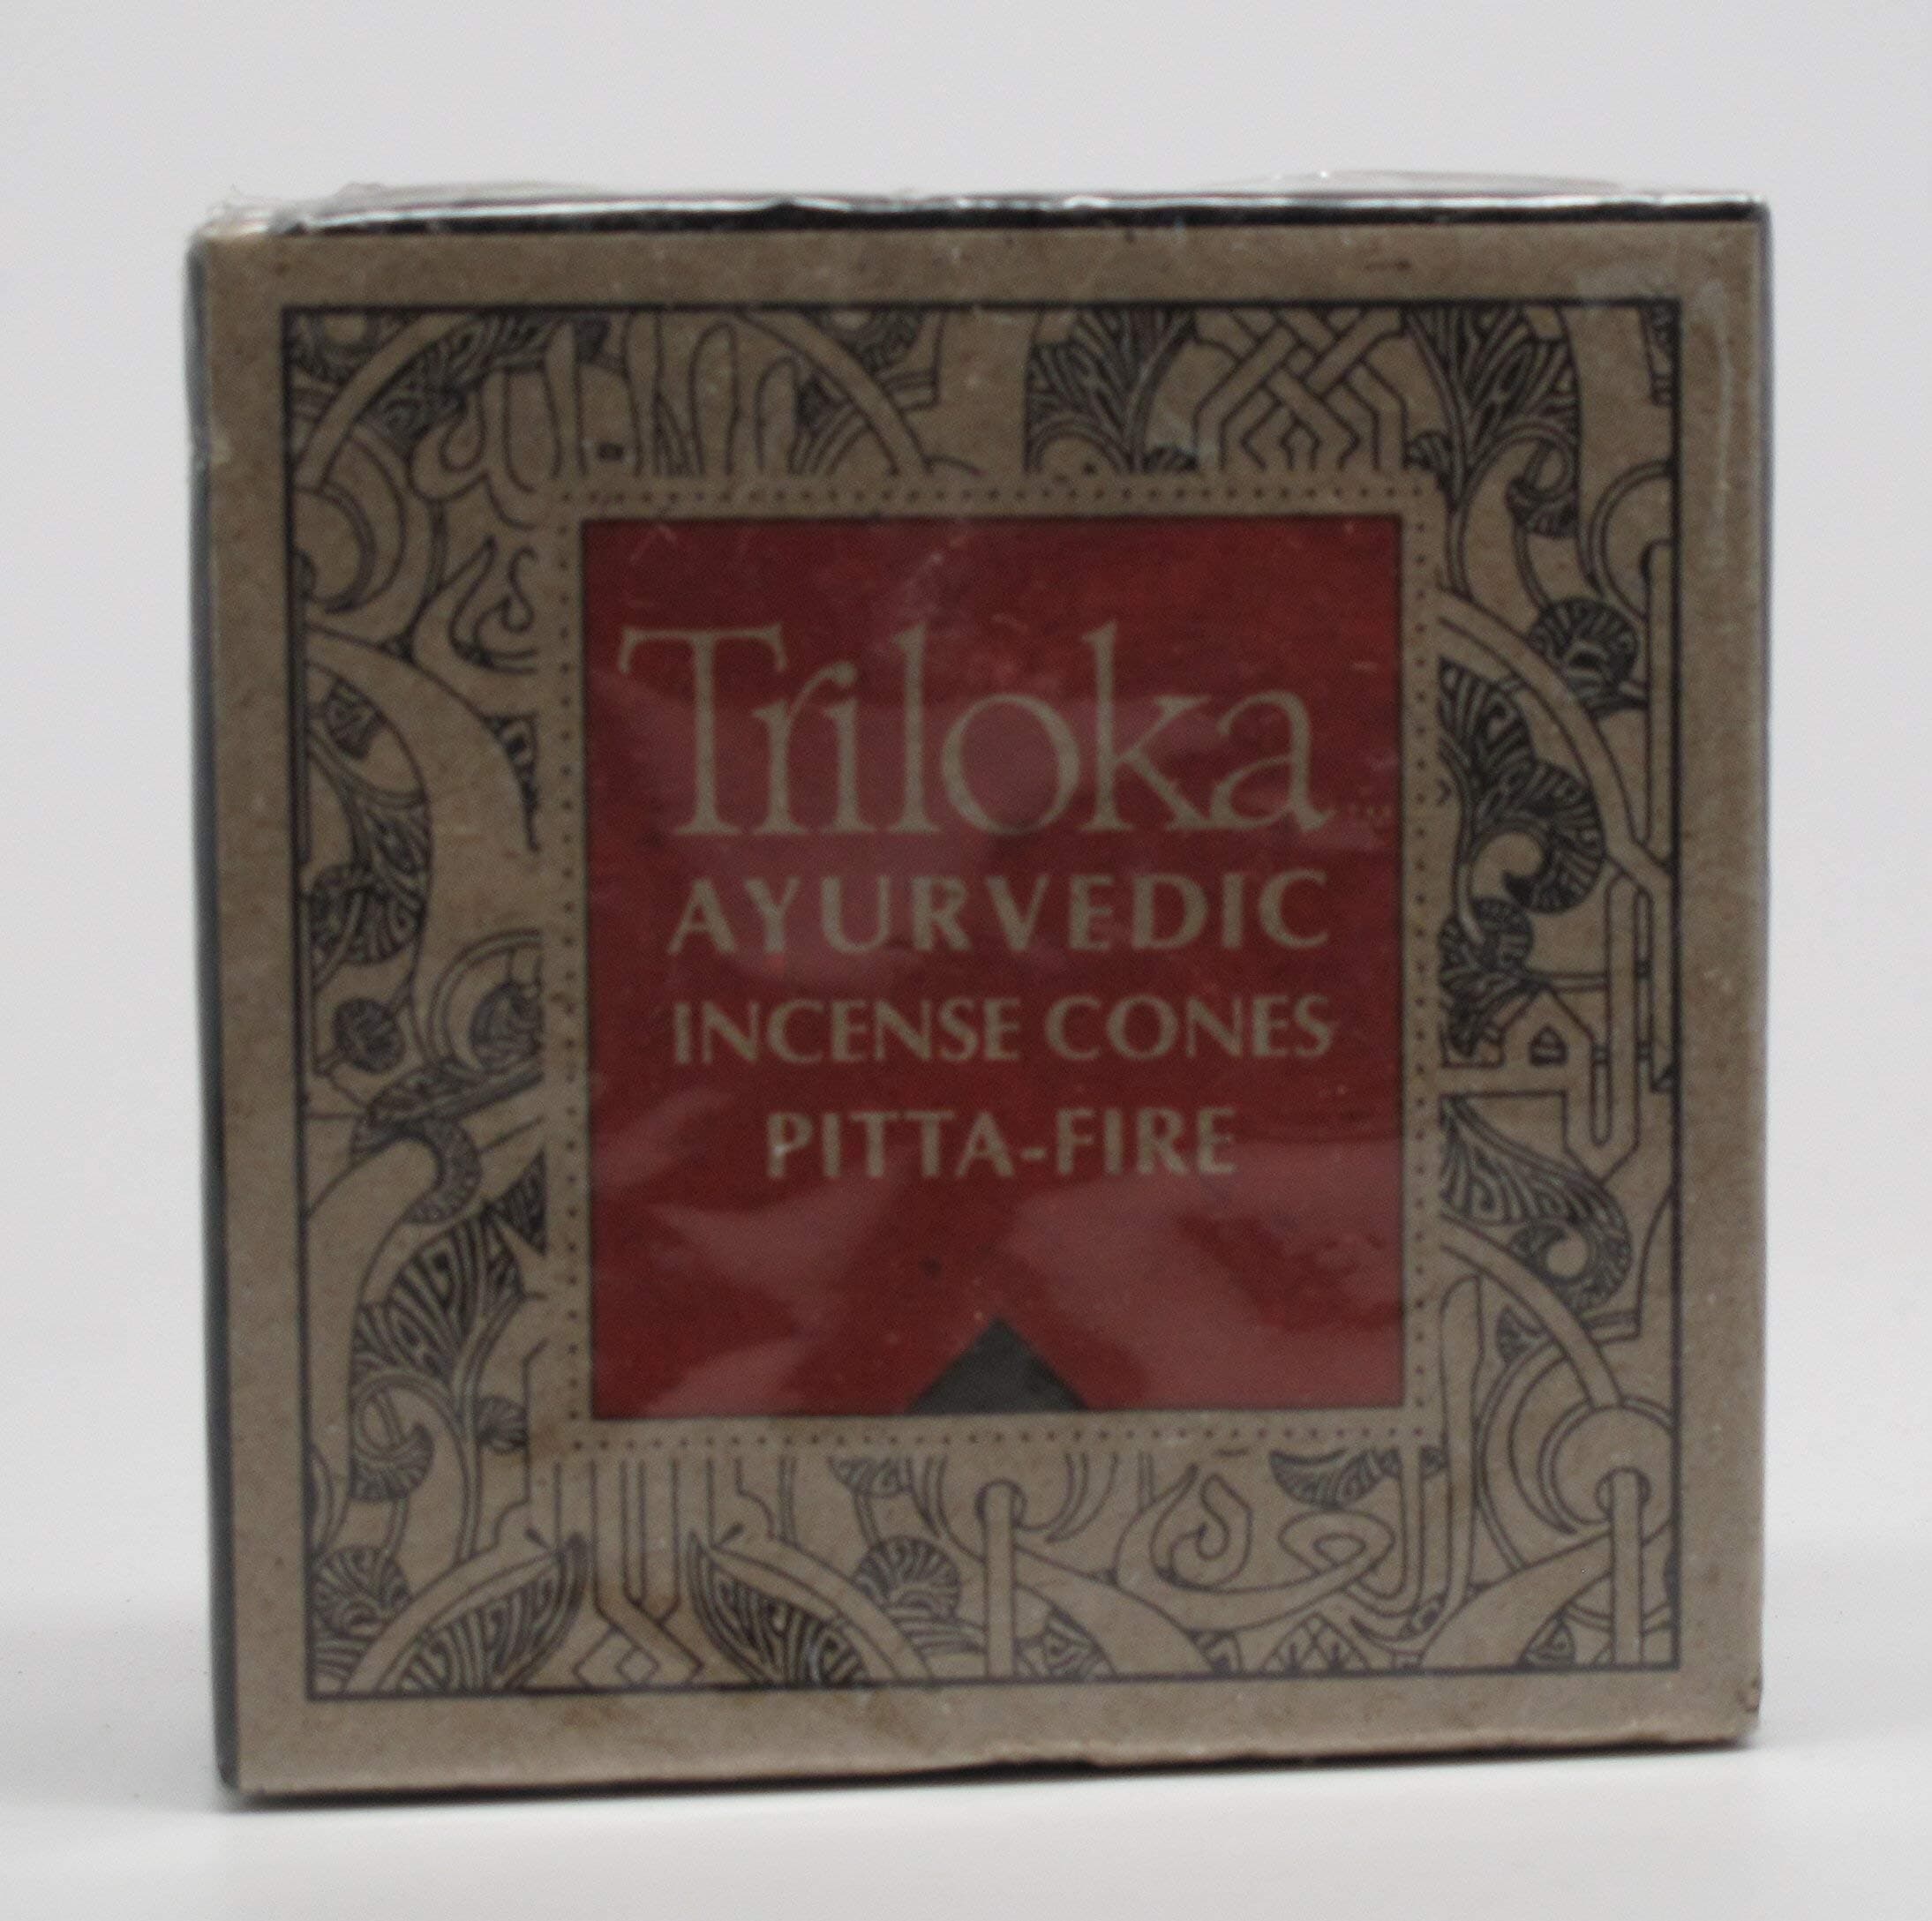 Triloka
AYURVEDIC
INCENSE CONES
PITTA-FIRE